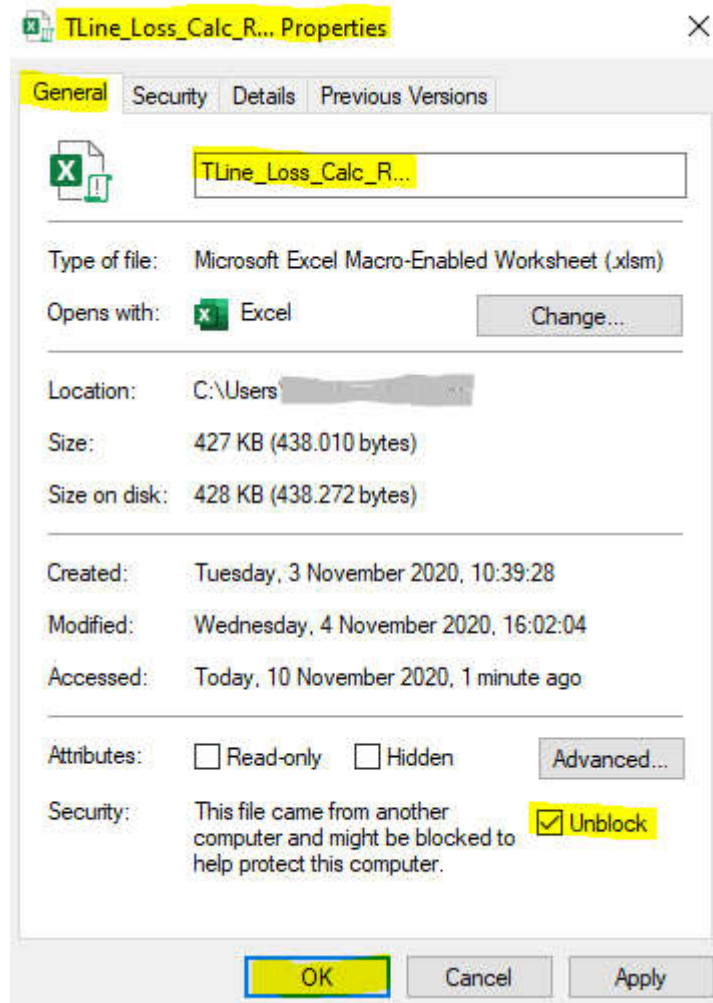 TLine_Loss_Calc_R... Properties
General Security Details Previous Versions
TLine_Loss_Calc_R...
Type of file: Microsoft Excel Macro-Enabled Worksheet (.xlsm)
Opens with: Excel Change...
Location: C:\Users\
Size: 427 KB (438.010 bytes)
Size on disk: 428 KB (438.272 bytes)
Created: Tuesday, 3 November 2020, 10:39:28
Modified: Wednesday, 4 November 2020, 16:02:04
Accessed: Today, 10 November 2020, 1 minute ago
Attributes: Read-only Hidden Advanced...
Security: This file came from another
computer and might be blocked to
help protect this computer.
Unblock
OK Cancel Apply